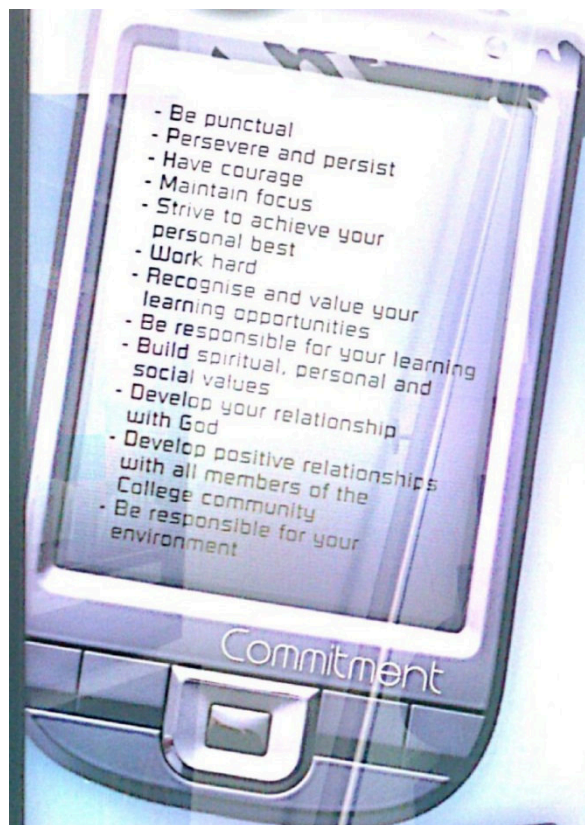 - Be punctual
- Persevere and persist
- Have courage
- Maintain focus
- Strive to achieve your
personal best
- Work hard
- Recognise and value your
learning opportunities
- Be responsible for your learning
- Build spiritual, personal and
social values
- Develop your relationship
with God
- Develop positive relationships
with all members of the
College community
- Be responsible for your
environment
Commitment